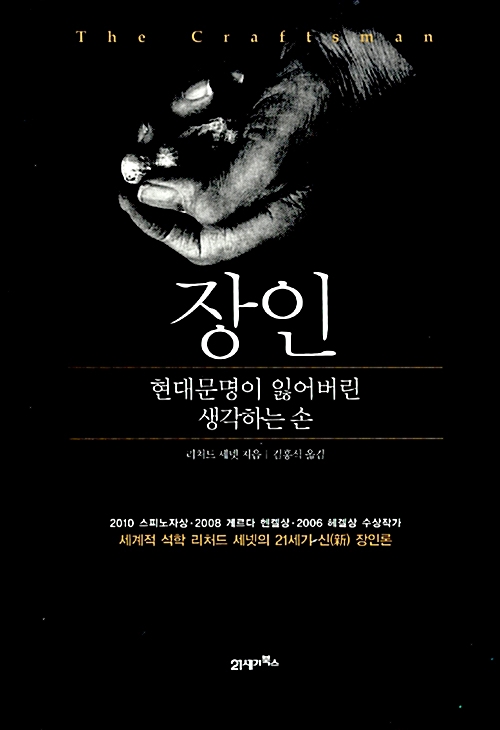 The Craftsman
장인
현대문명이 잃어버린
생각하는 손
리처드 세넷 지음 | 김홍식 옮김
2010 스피노자상·2008 게르다 헨켈상·2006 헤겔상 수상작가
세계적 석학 리처드 세넷의 21세기 신(新) 장인론
21세기북스